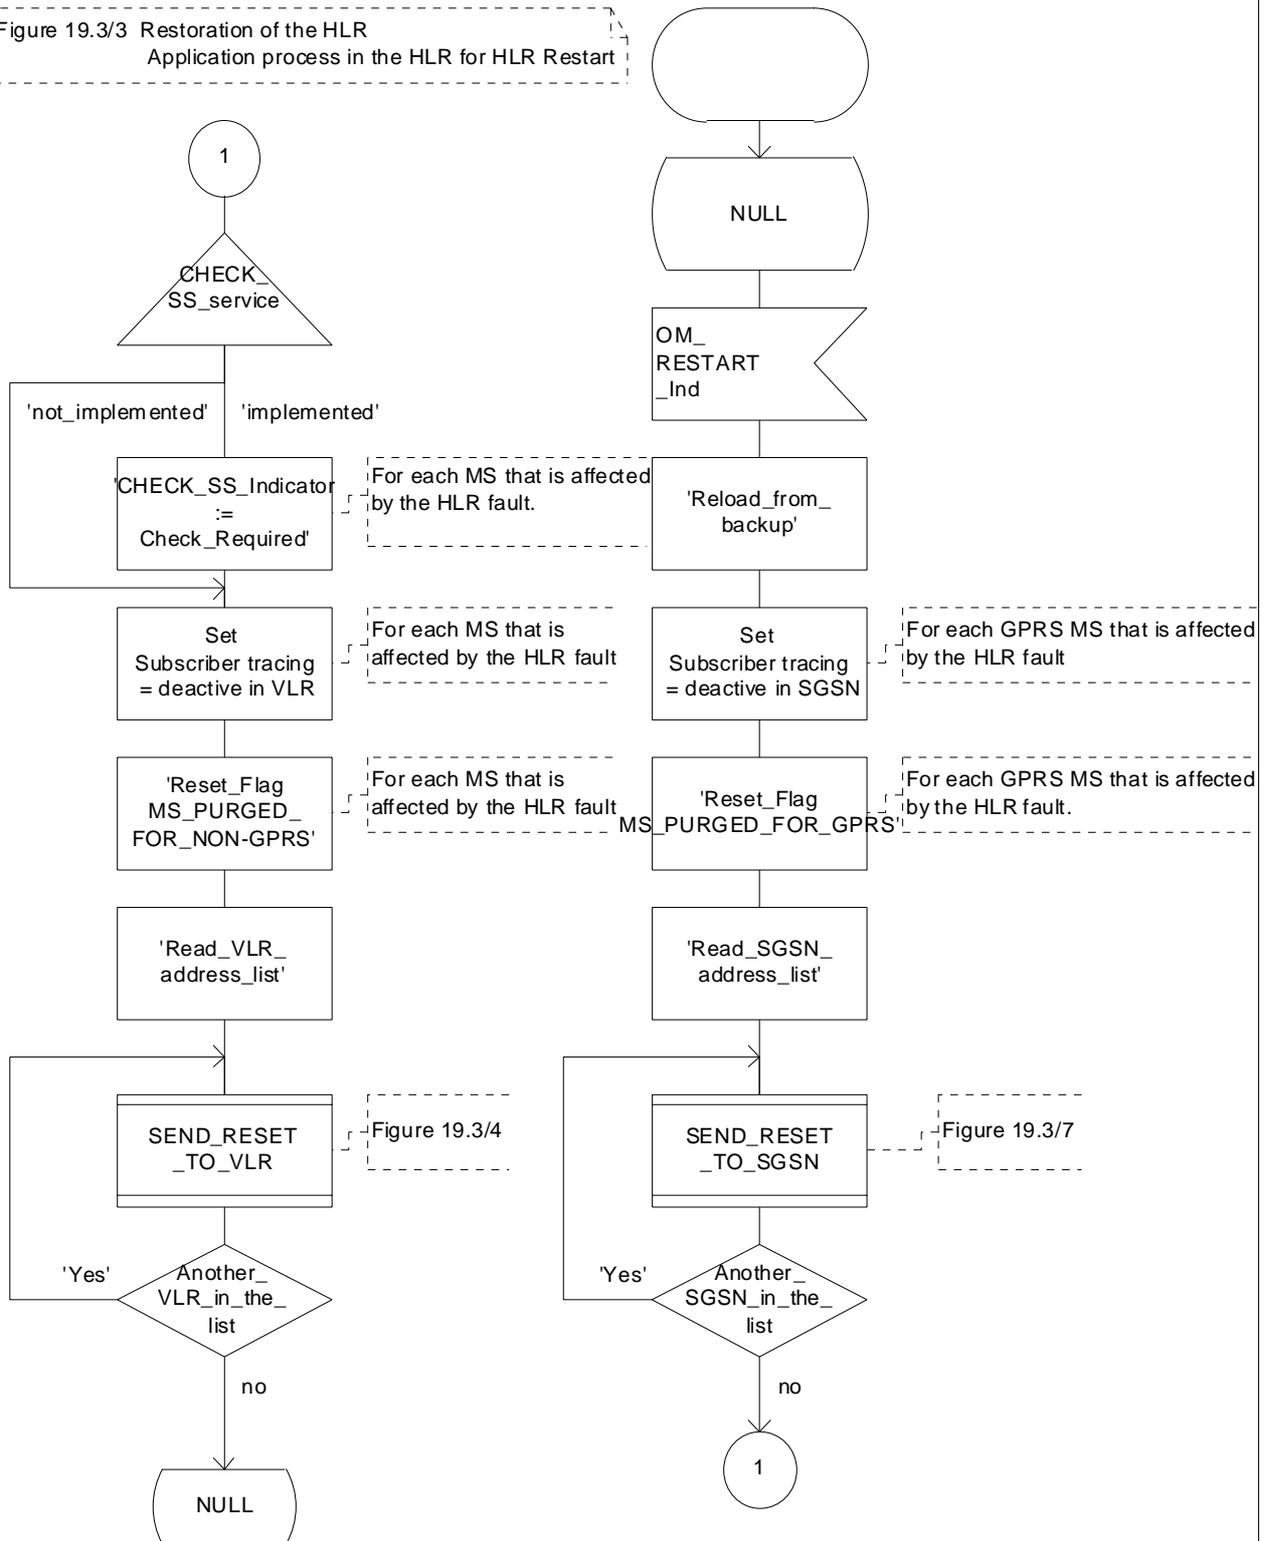 Figure 19.3/3 Restoration of the HLR
Application process in the HLR for HLR Restart
1
CHECK_
SS_service
'not_implemented'
'implemented'
'CHECK_SS_Indicator
:=
Check_Required'
For each MS that is affected
by the HLR fault.
Set
Subscriber tracing
= deactive in VLR
For each MS that is
affected by the HLR fault
'Reset_Flag
MS_PURGED_
FOR_NON-GPRS'
For each MS that is
affected by the HLR fault
'Read_VLR_
address_list'
SEND_RESET
_TO_VLR
Figure 19.3/4
'Yes'
Another_
VLR_in_the_
list
no
NULL
NULL
OM_
RESTART
_Ind
'Reload_from_
backup'
Set
Subscriber tracing
= deactive in SGSN
For each GPRS MS that is affected
by the HLR fault
'Reset_Flag
MS_PURGED_FOR_GPRS'
For each GPRS MS that is affected
by the HLR fault.
'Read_SGSN_
address_list'
SEND_RESET
_TO_SGSN
Figure 19.3/7
'Yes'
Another_
SGSN_in_the_
list
no
1